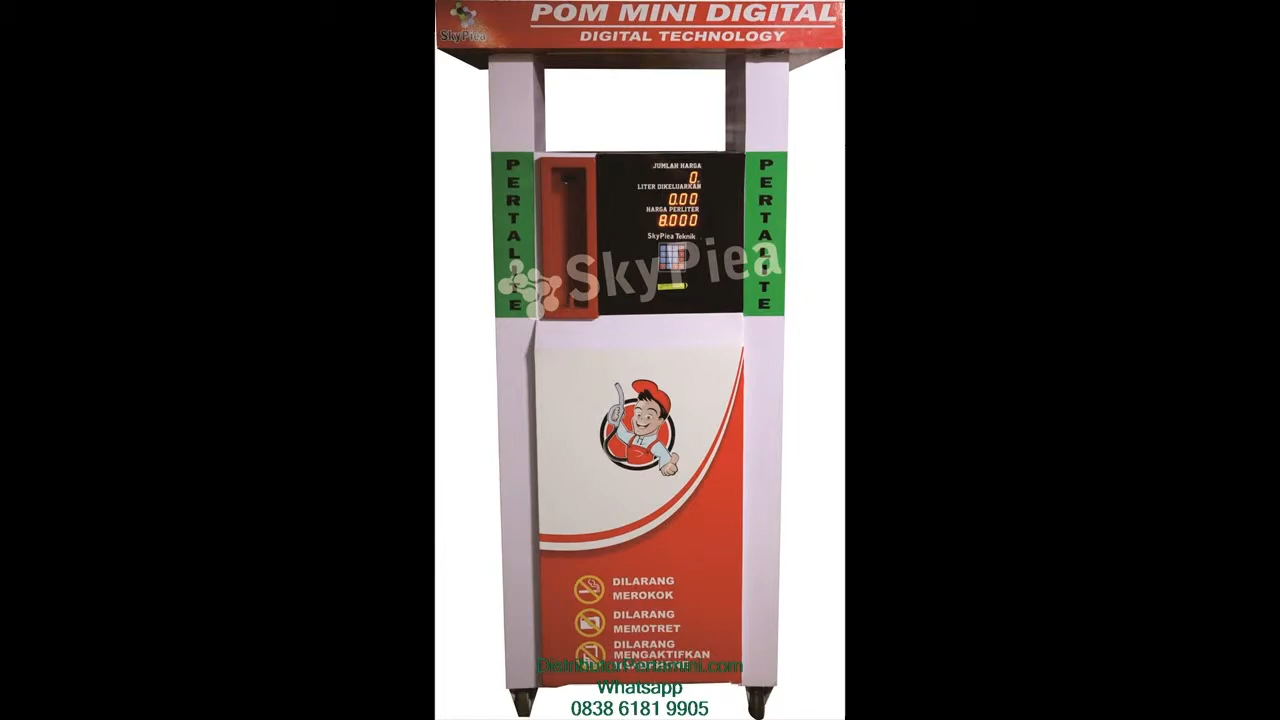 POM MINI DIGITAL
DIGITAL TECHNOLOGY
SkyPiea
PERTALITE
PERTALITE
JUMLAH HARGA
0.
LITER DIKELUARKAN
0.00
HARGA PERLITER
8.000
SkyPiea Teknik
SkyPiea
DILARANG
MEROKOK
DILARANG
MEMOTRET
DILARANG
MENGAKTIFKAN
Whatsapp
0838 6181 9905